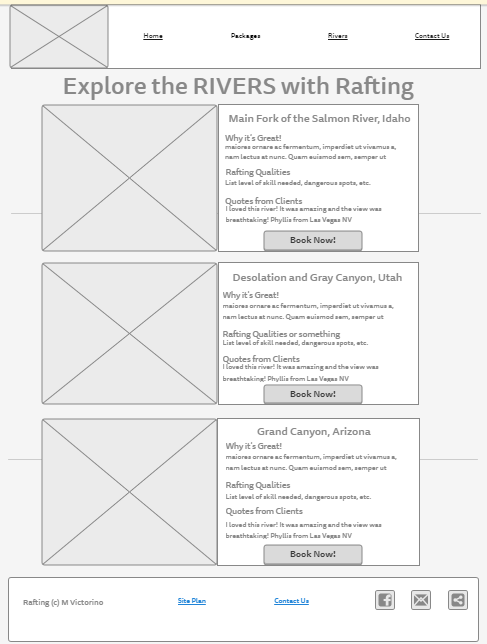 Home Packages Rivers Contact Us
Explore the RIVERS with Rafting
Main Fork of the Salmon River, Idaho
Why it's Great!
maiores ornare ac fermentum, imperdiet ut vivamus a,
nam lectus at nunc. Quam euismod sem, semper ut
Rafting Qualities
List level of skill needed, dangerous spots, etc.
Quotes from Clients
I loved this river! It was amazing and the view was
breathtaking! Phyllis from Las Vegas NV
Book Now!
Desolation and Gray Canyon, Utah
Why it's Great!
maiores ornare ac fermentum, imperdiet ut vivamus a,
nam lectus at nunc. Quam euismod sem, semper ut
Rafting Qualities or something
List level of skill needed, dangerous spots, etc.
Quotes from Clients
I loved this river! It was amazing and the view was
breathtaking! Phyllis from Las Vegas NV
Book Now!
Grand Canyon, Arizona
Why it's Great!
maiores ornare ac fermentum, imperdiet ut vivamus a,
nam lectus at nunc. Quam euismod sem, semper ut
Rafting Qualities
List level of skill needed, dangerous spots, etc.
Quotes from Clients
I loved this river! It was amazing and the view was
breathtaking! Phyllis from Las Vegas NV
Book Now!
Rafting (c) M Victorino Site Plan Contact Us